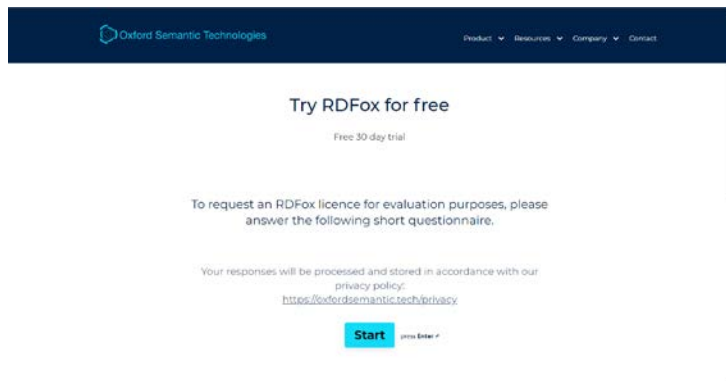 Oxford Semantic Technologies
Product Resources Company Contact
Try RDFox for free
Free 30 day trial
To request an RDFox licence for evaluation purposes, please
answer the following short questionnaire.
Your responses will be processed and stored in accordance with our
privacy policy:
https://oxfordsemantic.tech/privacy
Start press Enter ↵